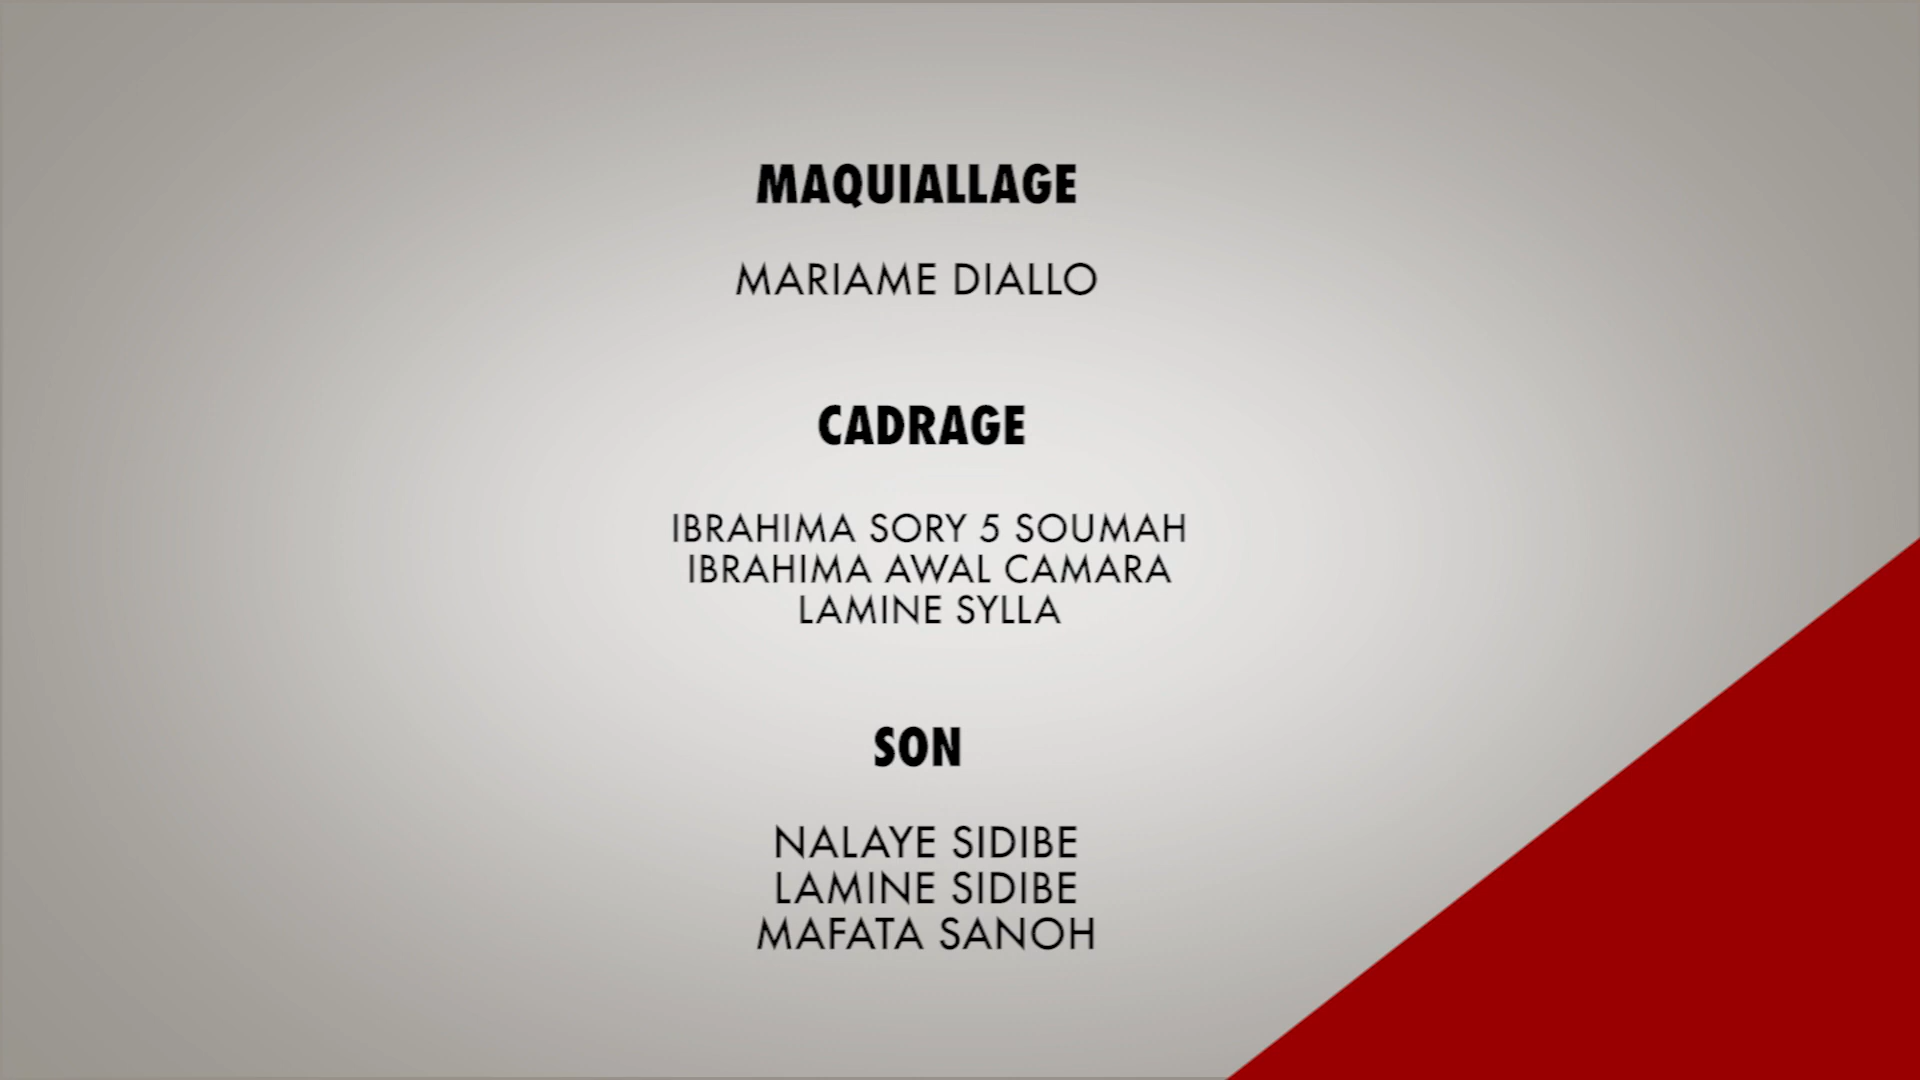 MAQUIALLAGE
MARIAME DIALLO
CADRAGE
IBRAHIMA SORY 5 SOUMAH
IBRAHIMA AWAL CAMARA
LAMINE SYLLA
SON
NALAYE SIDIBE
LAMINE SIDIBE
MAFATA SANOH